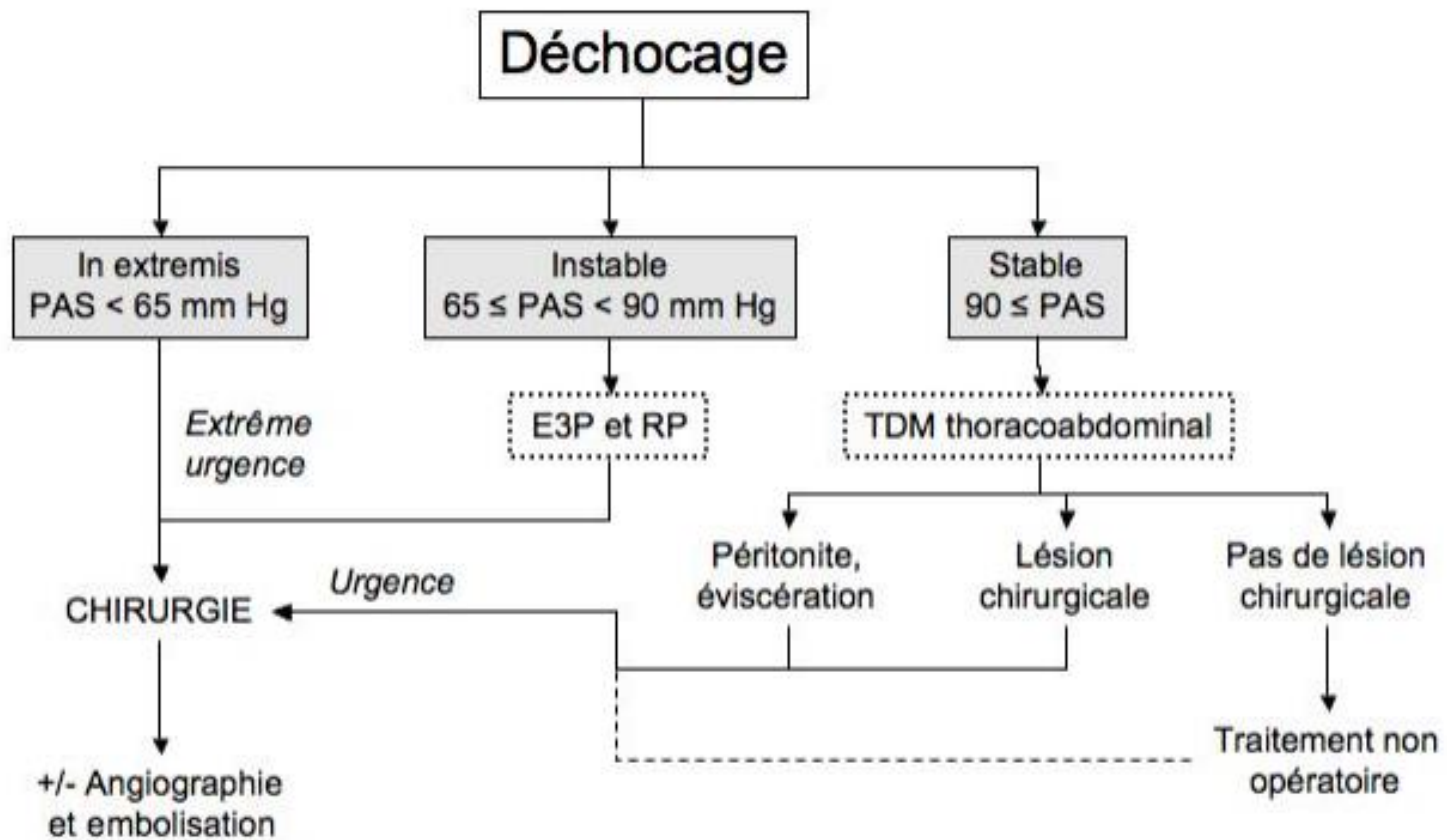 Déchocage
In extremis
PAS < 65 mm Hg
Instable
65 ≤ PAS < 90 mm Hg
Stable
90 ≤ PAS
Extrême
urgence
E3P et RP
TDM thoracoabdominal
Péritonite,
éviscération
Lésion
chirurgicale
Pas de lésion
chirurgicale
Urgence
CHIRURGIE
Traitement non
opératoire
+/- Angiographie
et embolisation